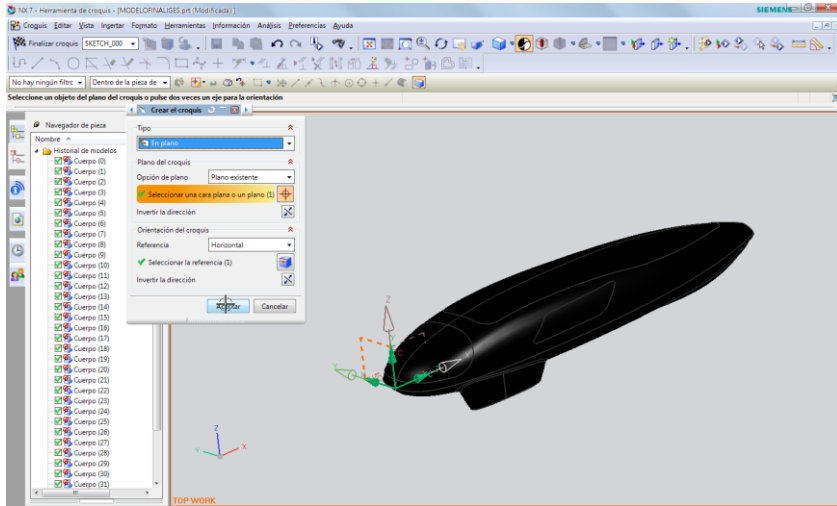 NX 7 - Herramienta de croquis - [MODELOFINALIGES.prt (Modificada) ]
SIEMENS
Croquis Editar Vista Insertar Formato Herramientas Información Análisis Preferencias Ayuda
Finalizar croquis SKETCH_000
No hay ningún filtrc Dentro de la pieza de
Seleccione un objeto del plano del croquis o pulse dos veces un eje para la orientación
Crear el croquis
Navegador de pieza
Nombre
Historial de modelos
Cuerpo (0)
Cuerpo (1)
Cuerpo (2)
Cuerpo (3)
Cuerpo (4)
Cuerpo (5)
Cuerpo (6)
Cuerpo (7)
Cuerpo (8)
Cuerpo (9)
Cuerpo (10)
Cuerpo (11)
Cuerpo (12)
Cuerpo (13)
Cuerpo (14)
Cuerpo (15)
Cuerpo (16)
Cuerpo (17)
Cuerpo (18)
Cuerpo (19)
Cuerpo (20)
Cuerpo (21)
Cuerpo (22)
Cuerpo (23)
Cuerpo (24)
Cuerpo (25)
Cuerpo (26)
Cuerpo (27)
Cuerpo (28)
Cuerpo (29)
Cuerpo (30)
Cuerpo (31)
Tipo
En plano
Plano del croquis
Opción de plano Plano existente
Seleccionar una cara plana o un plano (1)
Invertir la dirección
Orientación del croquis
Referencia Horizontal
Seleccionar la referencia (1)
Invertir la dirección
Aceptar Cancelar
Z
Y
Z
Y X
TOP WORK